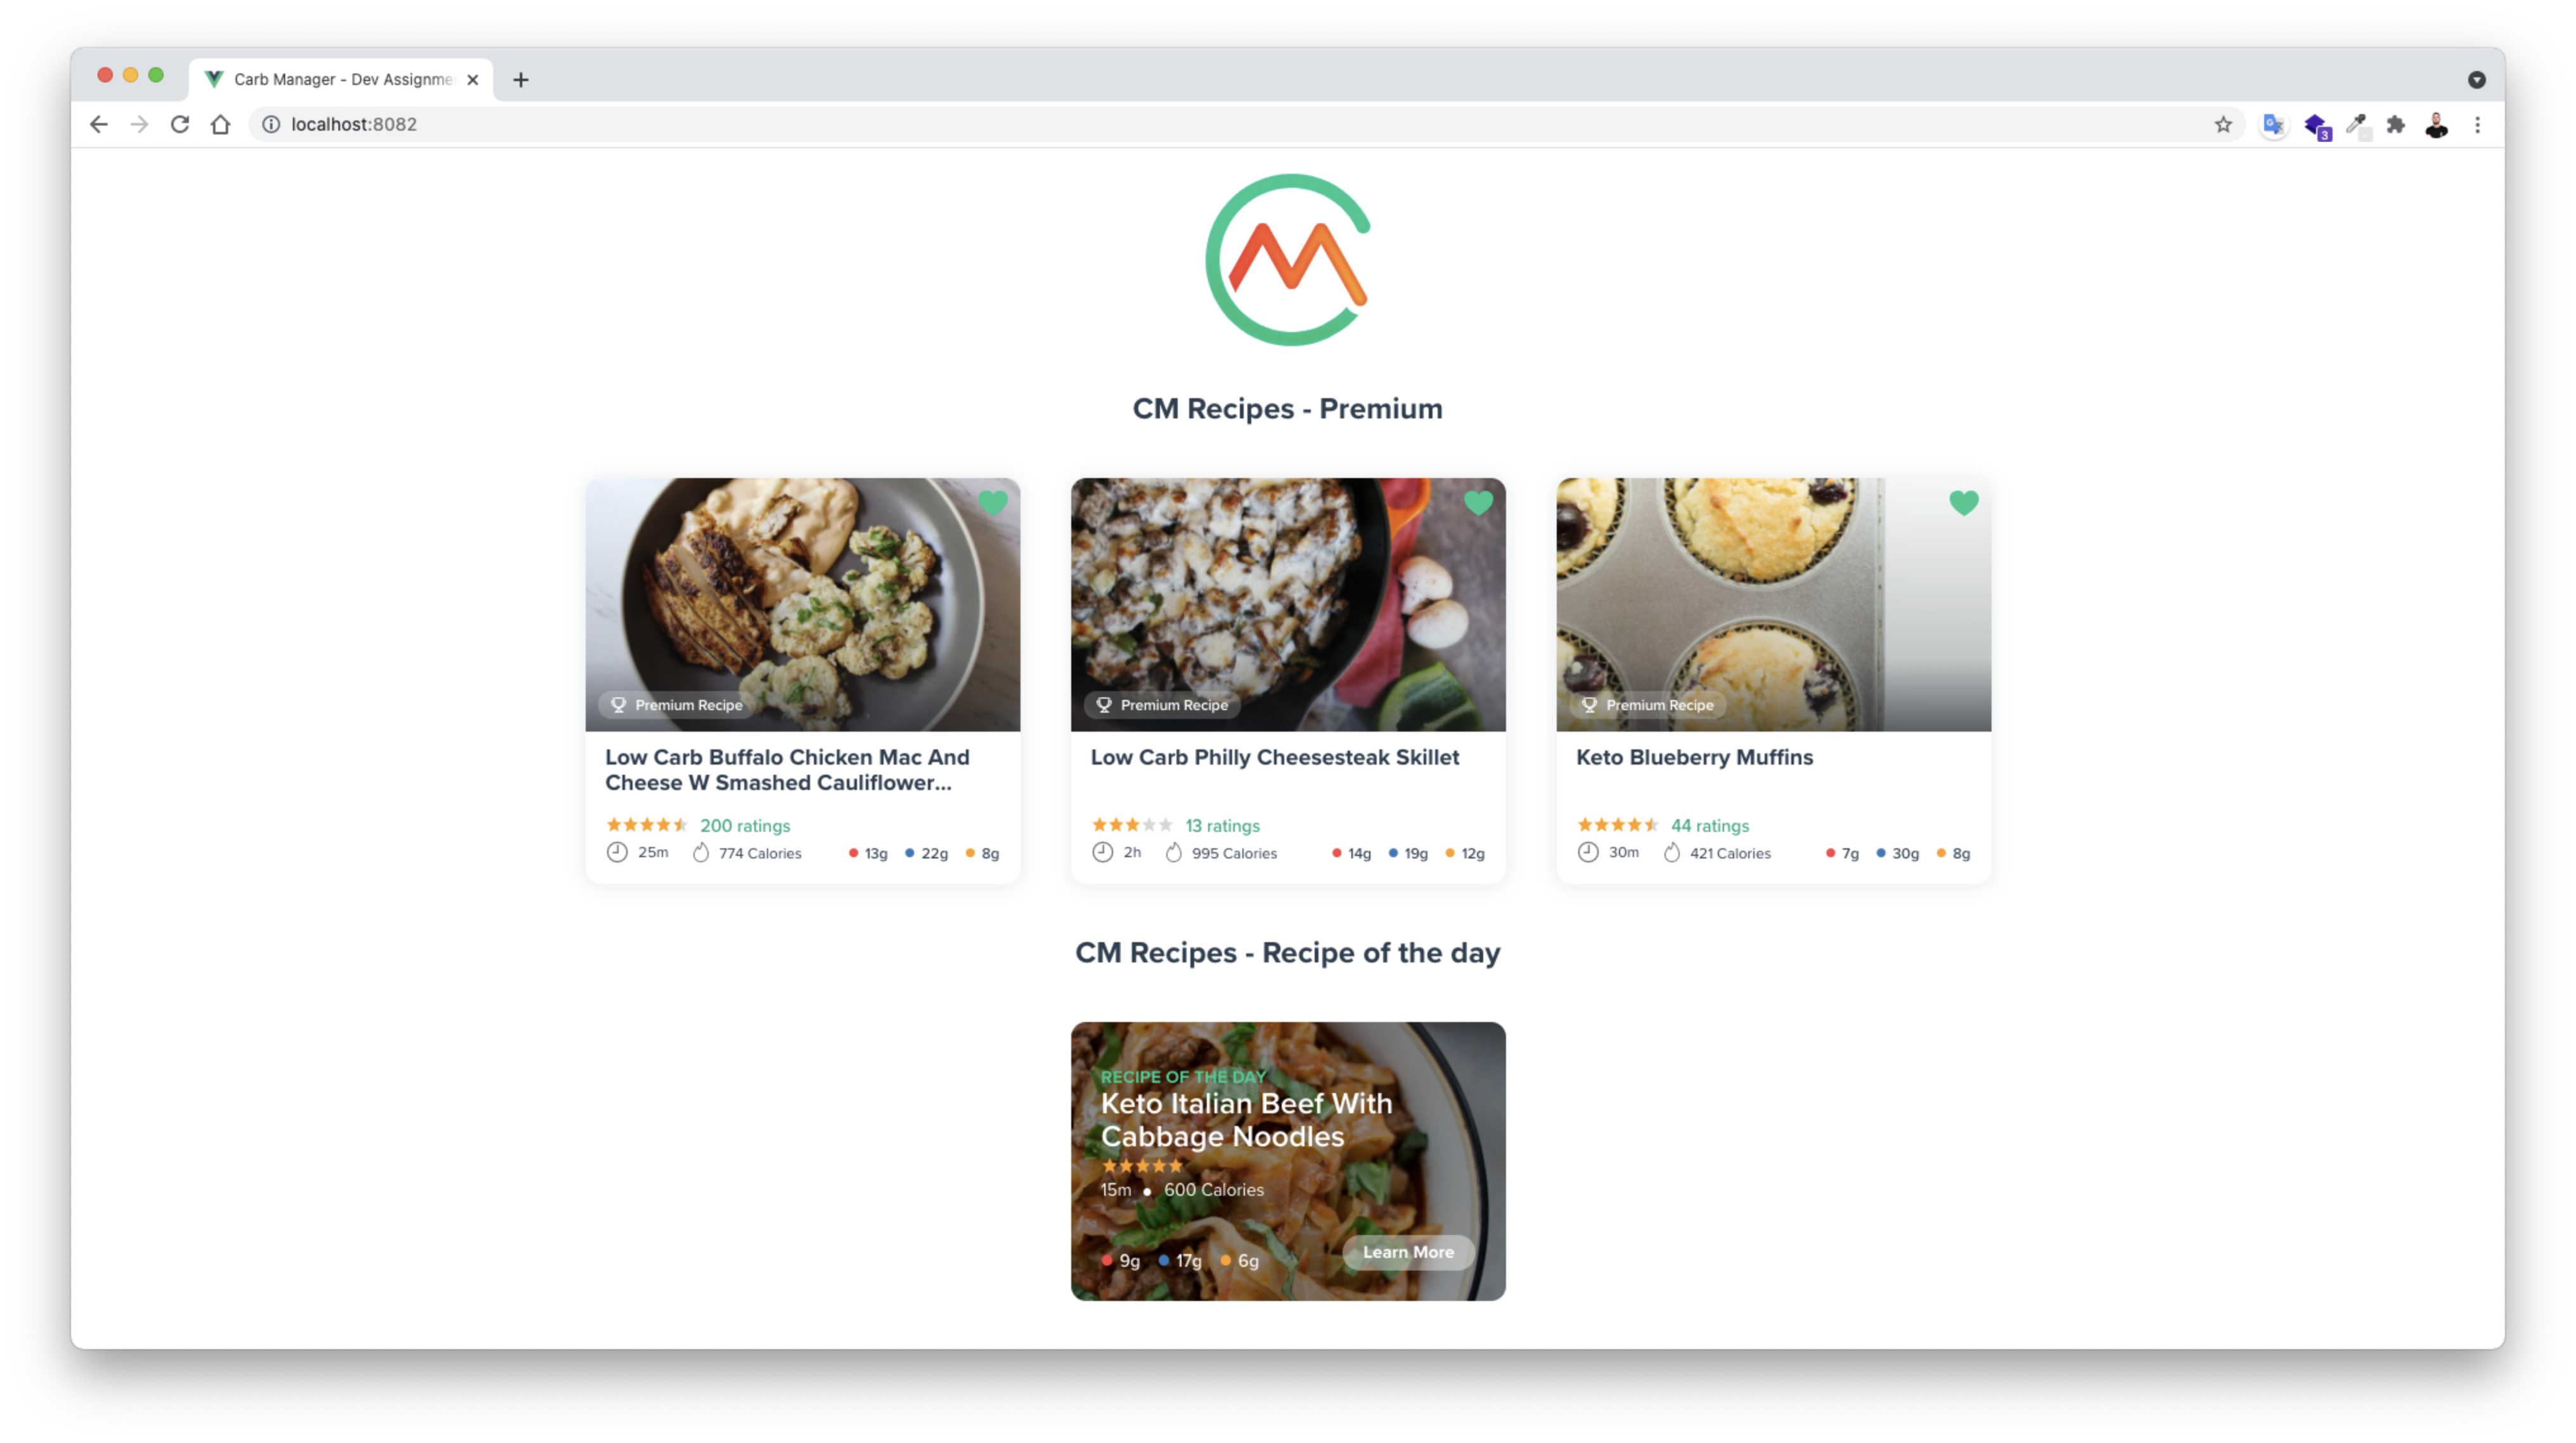 Carb Manager - Dev Assignme
localhost:8082
3
CM Recipes - Premium
Premium Recipe
Low Carb Buffalo Chicken Mac And
Cheese W Smashed Cauliflower...
200 ratings
25m 774 Calories 13g 22g 8g
Premium Recipe
Low Carb Philly Cheesesteak Skillet
13 ratings
2h 995 Calories 14g 19g 12g
Premium Recipe
Keto Blueberry Muffins
44 ratings
30m 421 Calories 7g 30g 8g
CM Recipes - Recipe of the day
RECIPE OF THE DAY
Keto Italian Beef With
Cabbage Noodles
15m • 600 Calories
9g 17g 6g
Learn More